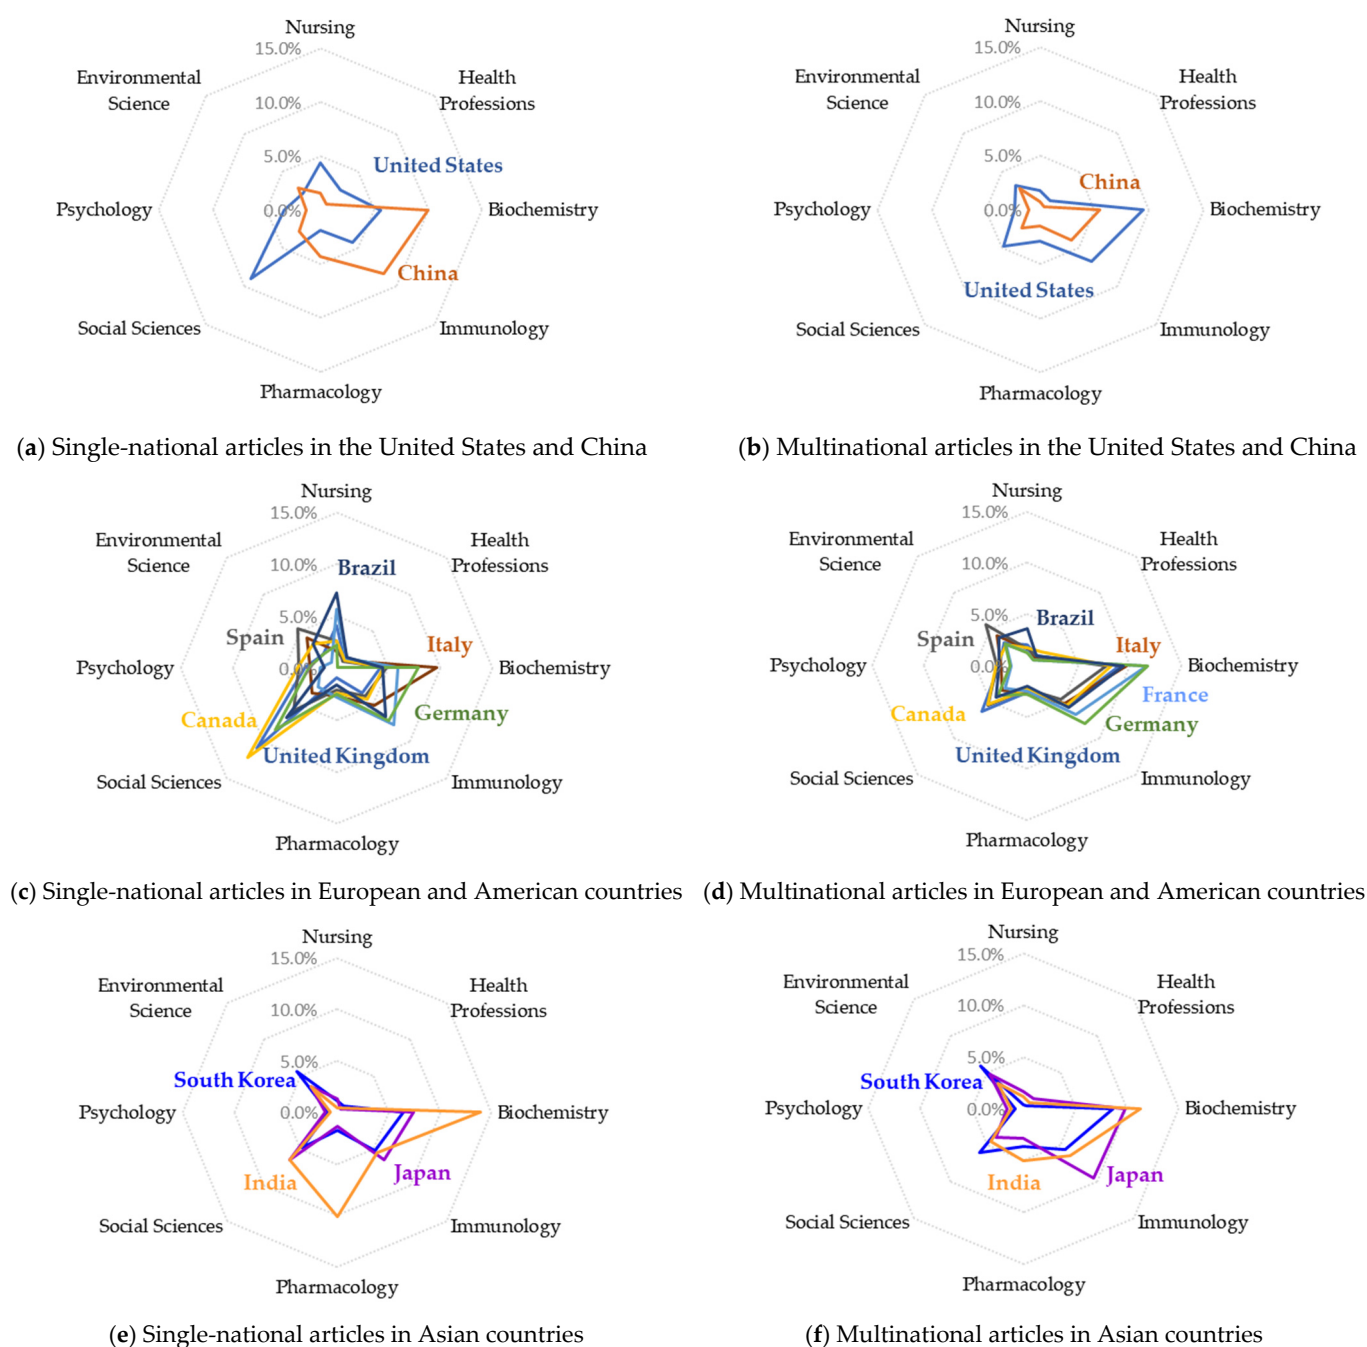 Nursing
15.0%
Environmental
Science
Health
Professions
10.0%
5.0%
United States
Psychology
0.0%
Biochemistry
China
Social Sciences
Immunology
Pharmacology
(a) Single-national articles in the United States and China
Nursing
15.0%
Environmental
Science
Health
Professions
10.0%
5.0%
China
Psychology
0.0%
Biochemistry
United States
Social Sciences
Immunology
Pharmacology
(b) Multinational articles in the United States and China
Nursing
15.0%
Environmental
Science
Health
Professions
10.0%
Brazil
5.0%
Spain
Italy
Psychology
0.0%
Biochemistry
Canada
Germany
United Kingdom
Social Sciences
Immunology
Pharmacology
(c) Single-national articles in European and American countries
Nursing
15.0%
Environmental
Science
Health
Professions
10.0%
5.0%
Brazil
Spain
Italy
Psychology
0.0%
Biochemistry
France
Canada
Germany
United Kingdom
Social Sciences
Immunology
Pharmacology
(d) Multinational articles in European and American countries
Nursing
15.0%
Environmental
Science
Health
Professions
10.0%
5.0%
South Korea
Psychology
0.0%
Biochemistry
Japan
India
Social Sciences
Immunology
Pharmacology
(e) Single-national articles in Asian countries
Nursing
15.0%
Environmental
Science
Health
Professions
10.0%
5.0%
South Korea
Psychology
0.0%
Biochemistry
Japan
India
Social Sciences
Immunology
Pharmacology
(f) Multinational articles in Asian countries